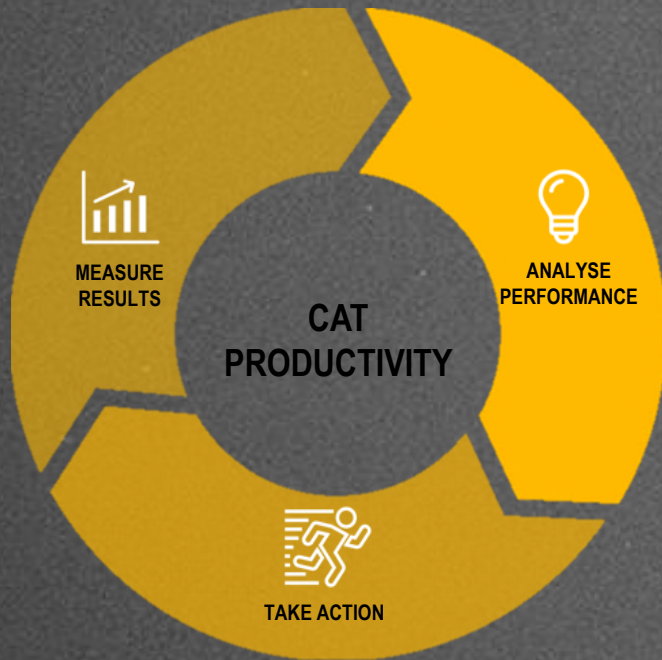 MEASURE
RESULTS
ANALYSE
PERFORMANCE
CAT
PRODUCTIVITY
TAKE ACTION